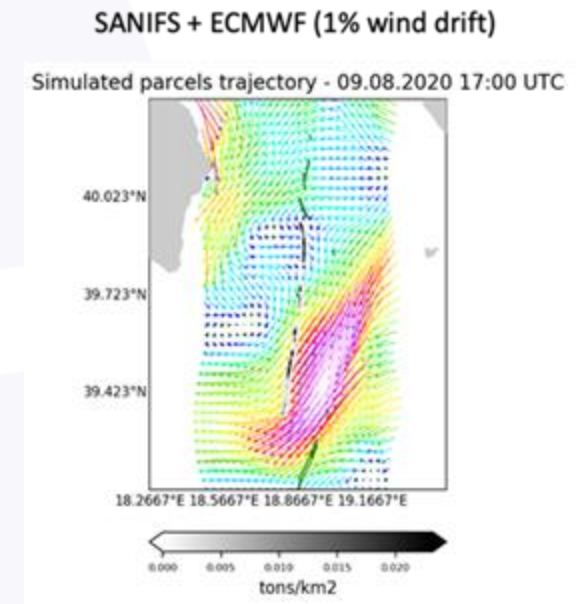 SANIFS + ECMWF (1% wind drift)
Simulated parcels trajectory - 09.08.2020 17:00 UTC
40.023°N
39.723°N
39.423°N
18.2667°E 18.5667°E 18.8667°E 19.1667°E
0.000 0.005 0.010 0.015 0.020
tons/km2